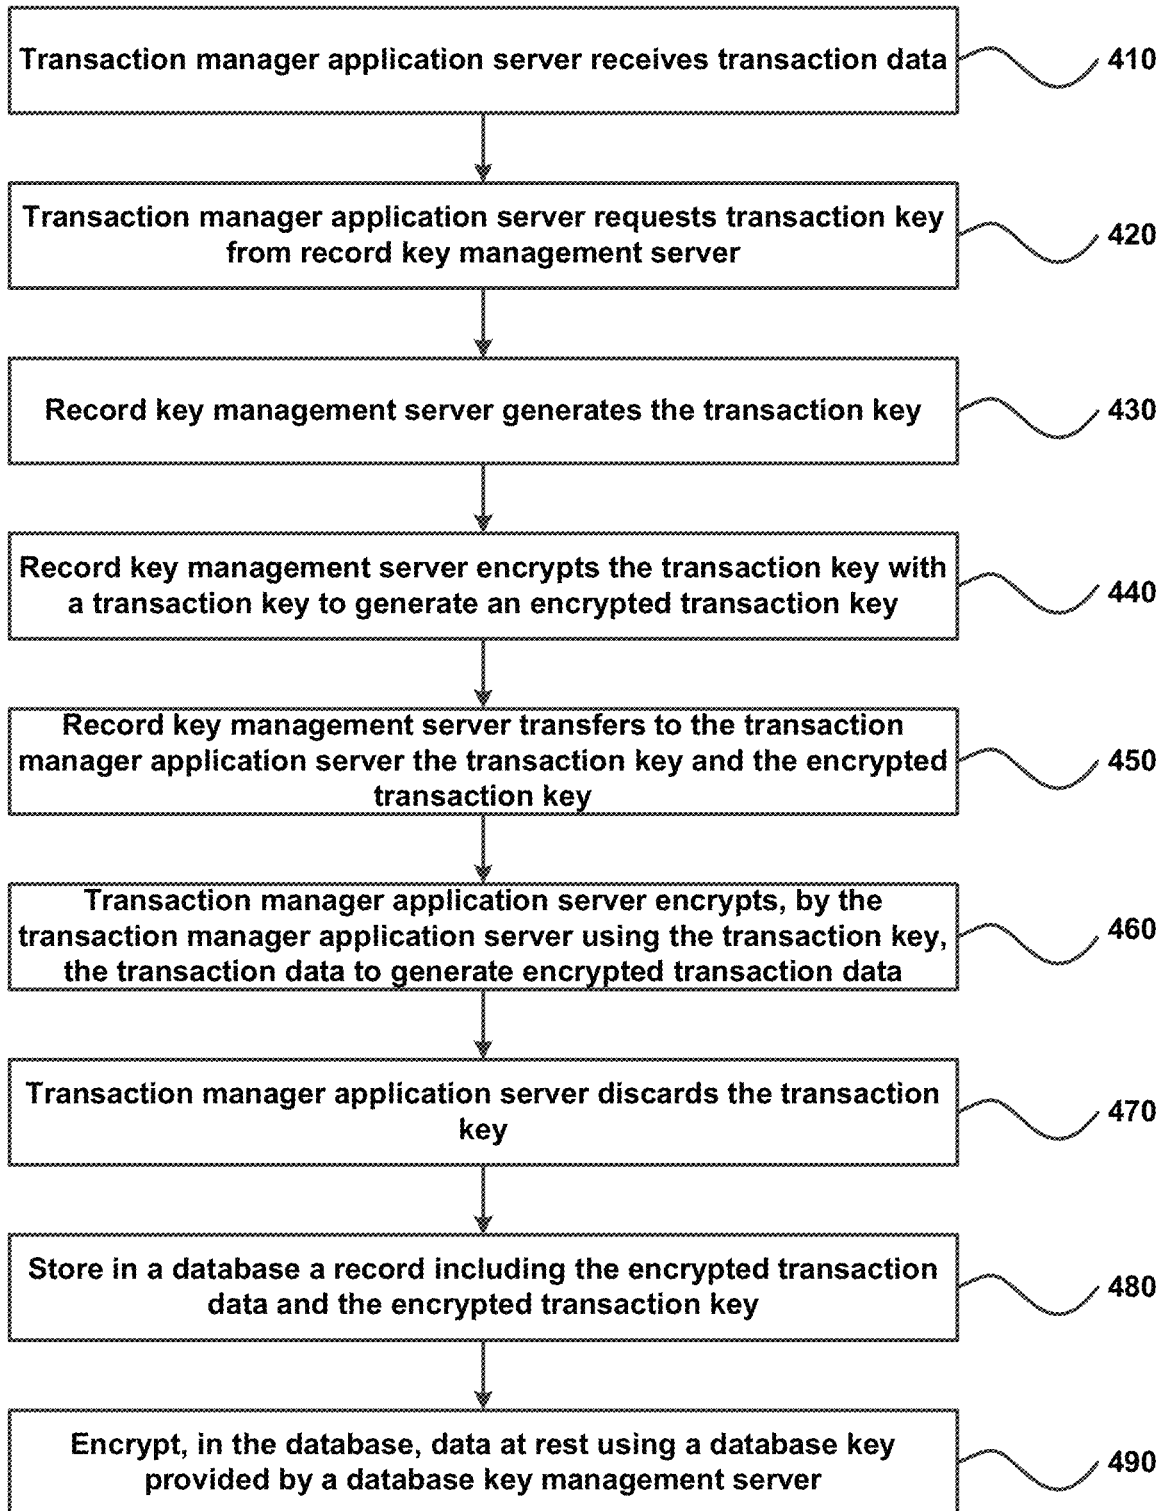 Transaction manager application server receives transaction data
410
Transaction manager application server requests transaction key
from record key management server
420
Record key management server generates the transaction key
430
Record key management server encrypts the transaction key with
a transaction key to generate an encrypted transaction key
440
Record key management server transfers to the transaction
manager application server the transaction key and the encrypted
transaction key
450
Transaction manager application server encrypts, by the
transaction manager application server using the transaction key,
the transaction data to generate encrypted transaction data
460
Transaction manager application server discards the transaction
key
470
Store in a database a record including the encrypted transaction
data and the encrypted transaction key
480
Encrypt, in the database, data at rest using a database key
provided by a database key management server
490